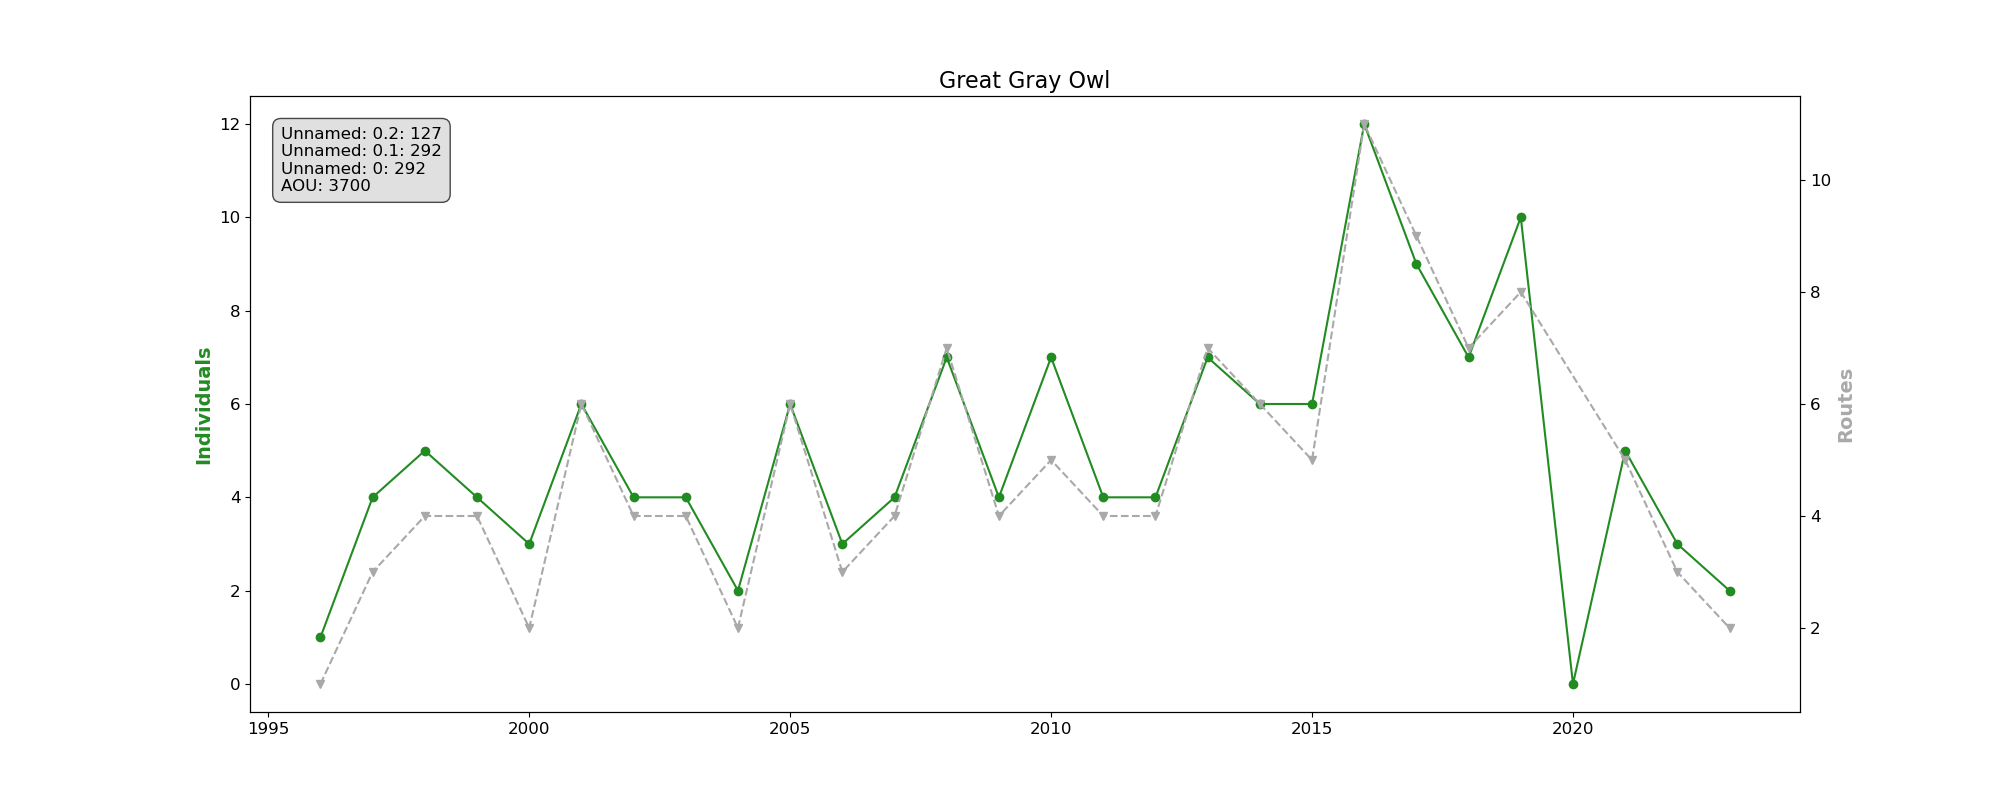 Great Gray Owl
Unnamed: 0.2: 127
Unnamed: 0.1: 292
Unnamed: 0: 292
AOU: 3700
12
10
8
6
4
2
0
Individuals
10
8
6
4
2
Routes
1995 2000 2005 2010 2015 2020